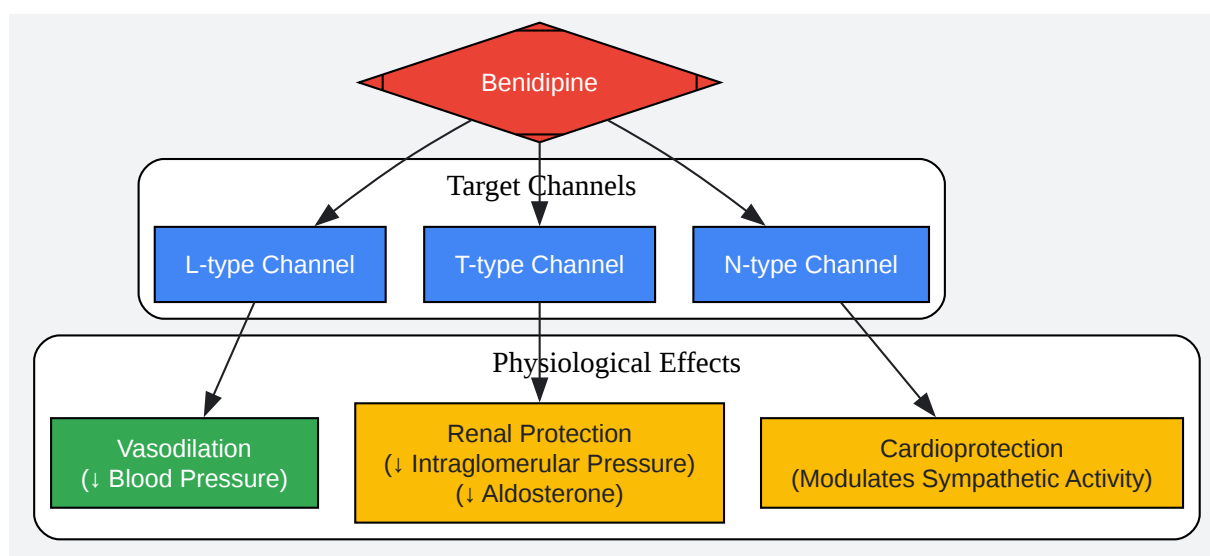 Benidipine
Target Channels
L-type Channel
T-type Channel
N-type Channel
Physiological Effects
Vasodilation
(↓ Blood Pressure)
Renal Protection
(↓ Intraglomerular Pressure)
(↓ Aldosterone)
Cardioprotection
(Modulates Sympathetic Activity)